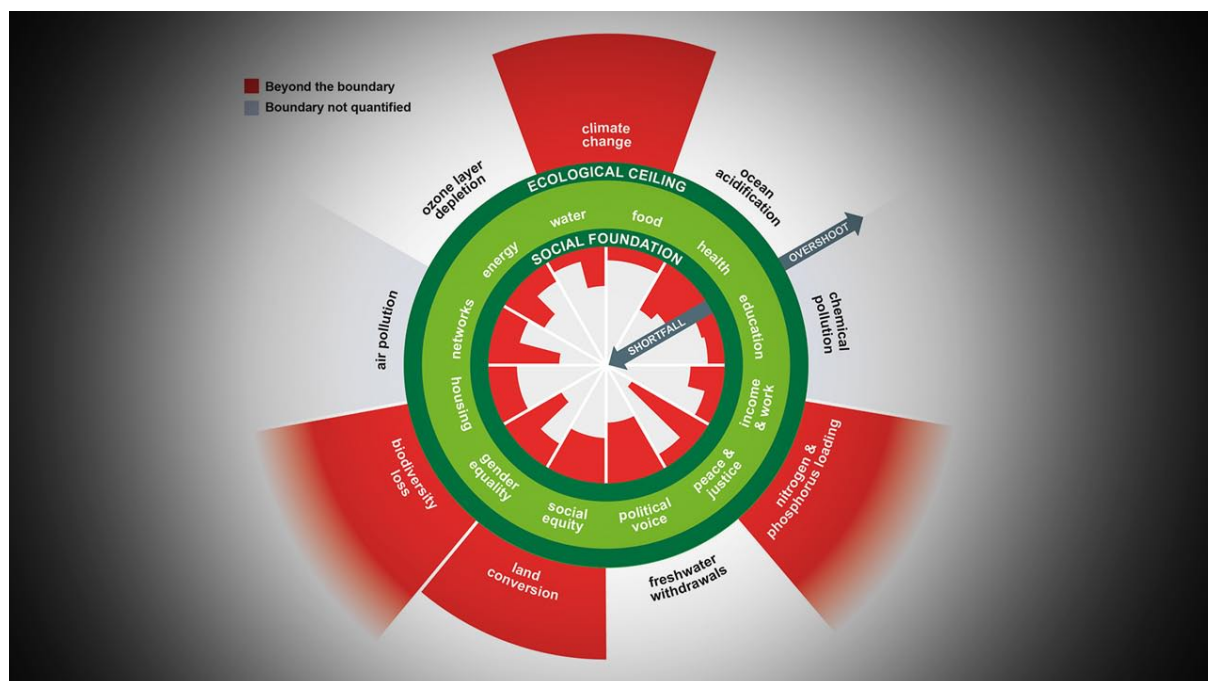 Beyond the boundary
Boundary not quantified
climate
change
ozone layer
depletion
ocean
acidification
ECOLOGICAL CEILING
OVERSHOOT
water
food
energy
health
SOCIAL FOUNDATION
networks
education
SHORTFALL
air pollution
chemical
pollution
housing
income
& work
gender
equality
social
equity
political
voice
peace &
justice
biodiversity
loss
land
conversion
freshwater
withdrawals
nitrogen &
phosphorus loading